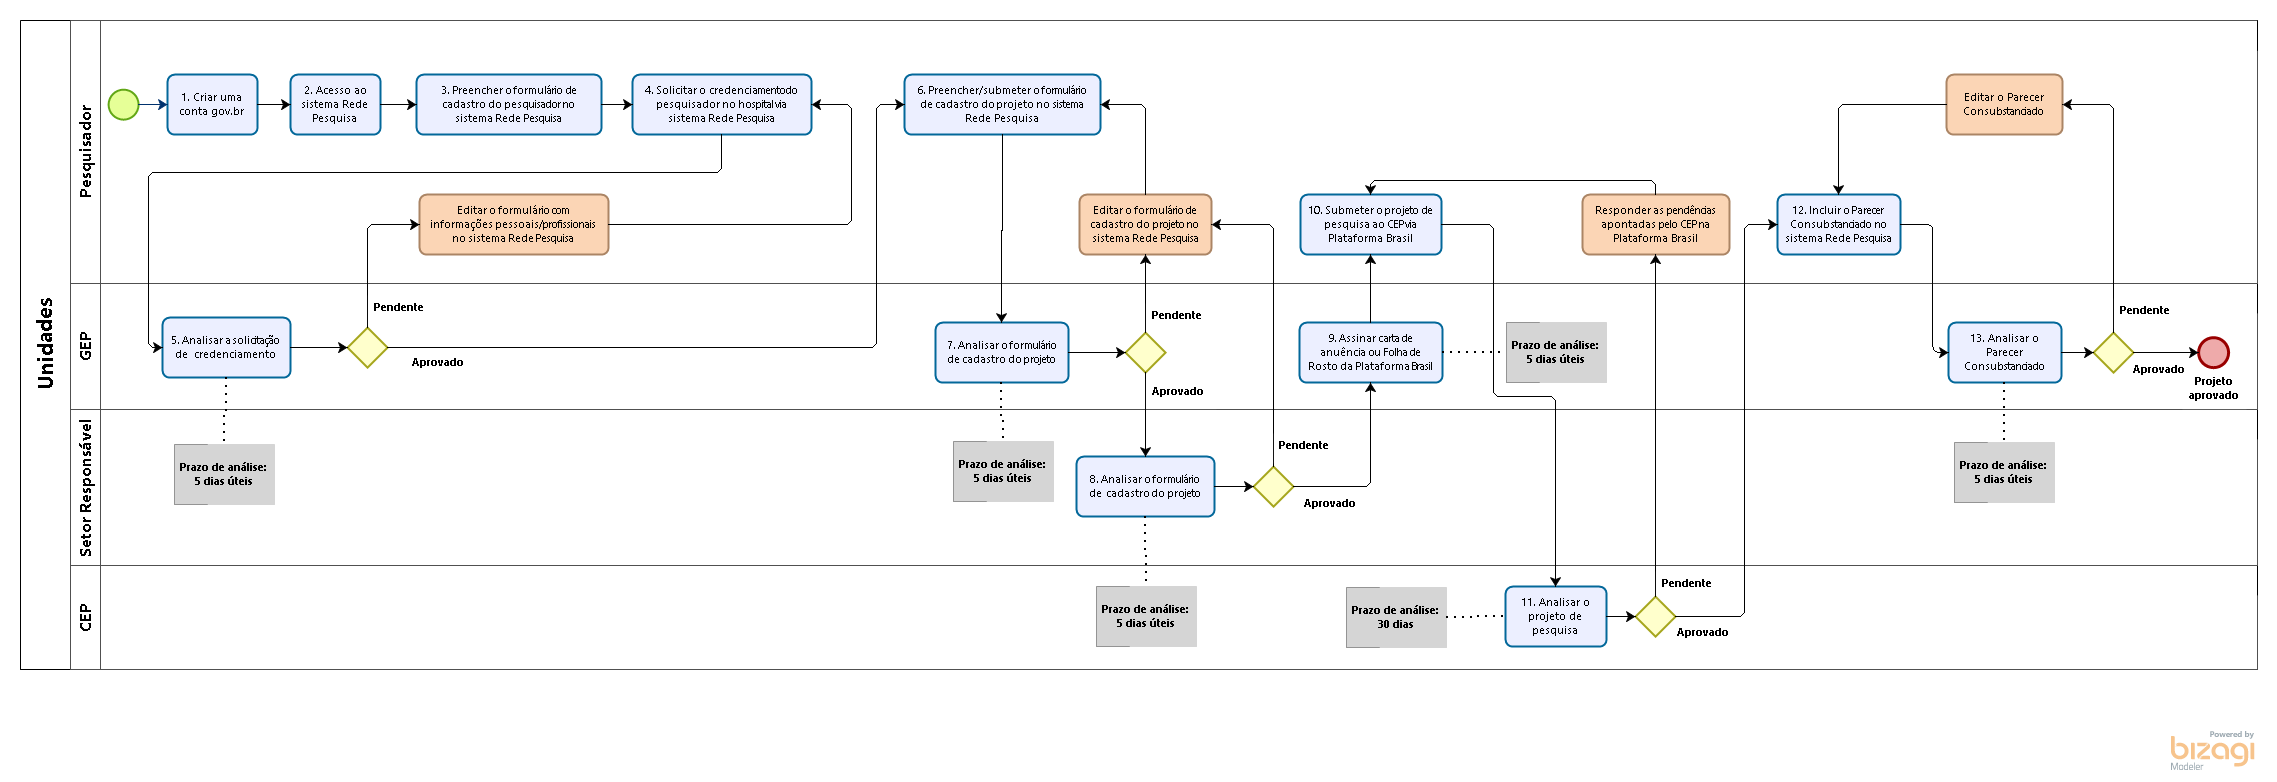 Unidades
Pesquisador
1. Criar uma
conta gov.br
2. Acesso ao
sistema Rede
Pesquisa
3. Preencher o formulário de
cadastro do pesquisador no
sistema Rede Pesquisa
4. Solicitar o credenciamento do
pesquisador no hospital via
sistema Rede Pesquisa
6. Preencher/submeter o formulário
de cadastro do projeto no sistema
Rede Pesquisa
Editar o Parecer
Consubstanciado
Editar o formulário com
informações pessoais/profissionais
no sistema Rede Pesquisa
Editar o formulário de
cadastro do projeto no
sistema Rede Pesquisa
10. Submeter o projeto de
pesquisa ao CEP via
Plataforma Brasil
Responder as pendências
apontadas pelo CEP na
Plataforma Brasil
12. Incluir o Parecer
Consubstanciado no
sistema Rede Pesquisa
GEP
5. Analisar a solicitação
de credenciamento
Pendente
Aprovado
7. Analisar o formulário
de cadastro do projeto
Pendente
Aprovado
9. Assinar carta de
anuência ou Folha de
Rosto da Plataforma Brasil
Prazo de análise:
5 dias úteis
13. Analisar o
Parecer
Consubstanciado
Pendente
Aprovado
Projeto
aprovado
Setor Responsável
Prazo de análise:
5 dias úteis
Prazo de análise:
5 dias úteis
8. Analisar o formulário
de cadastro do projeto
Pendente
Aprovado
Prazo de análise:
5 dias úteis
CEP
Prazo de análise:
5 dias úteis
Prazo de análise:
30 dias
11. Analisar o
projeto de
pesquisa
Pendente
Aprovado
Powered by
bizagi
Modeler